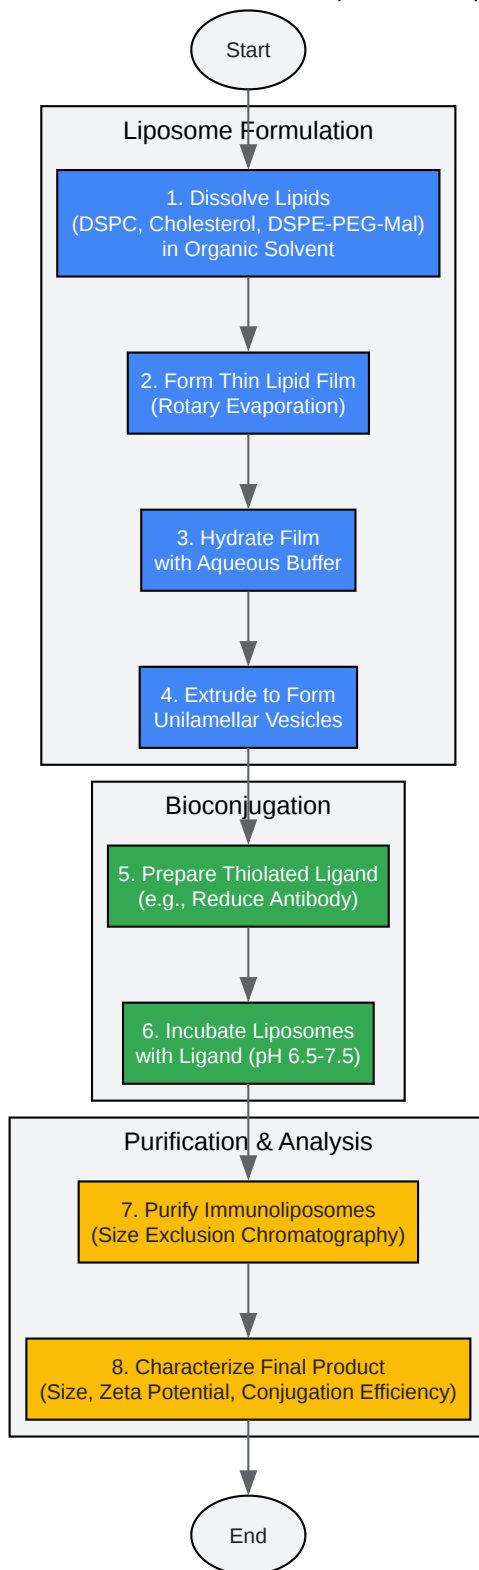 Start
Liposome Formulation
1. Dissolve Lipids
(DSPC, Cholesterol, DSPE-PEG-Mal)
in Organic Solvent
2. Form Thin Lipid Film
(Rotary Evaporation)
3. Hydrate Film
with Aqueous Buffer
4. Extrude to Form
Unilamellar Vesicles
Bioconjugation
5. Prepare Thiolated Ligand
(e.g., Reduce Antibody)
6. Incubate Liposomes
with Ligand (pH 6.5-7.5)
Purification & Analysis
7. Purify Immunoliposomes
(Size Exclusion Chromatography)
8. Characterize Final Product
(Size, Zeta Potential, Conjugation Efficiency)
End